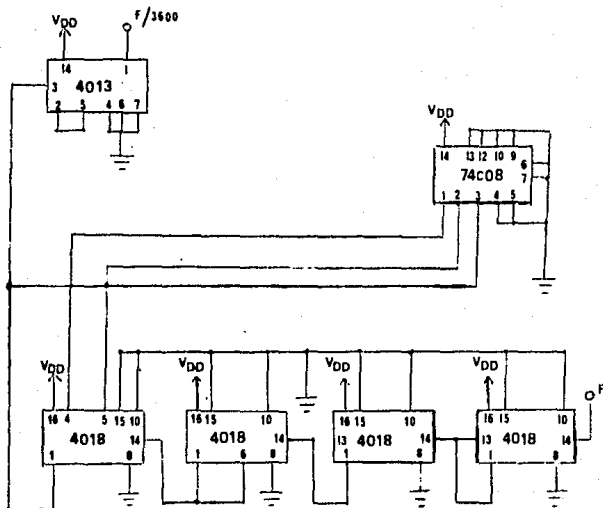 F/3600
VDD
14 1
3 4013
2 5 4 6 7
VDD
14 13 12 10 9
6
74C08 7
1 2 3 4 5
VDD VDD VDD VDD F
16 4 5 15 10 16 15 10 16 15 10 16 15 10
4018 14 4018 14 13 4018 14 13 4018 14
1 8 1 6 8 1 8 1 8